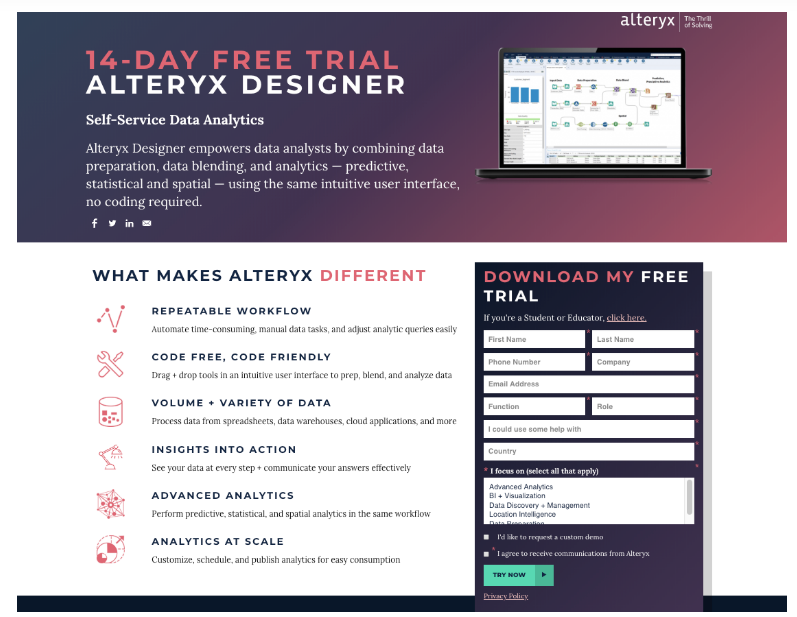 alteryx
The Thrill
of Solving
14-DAY FREE TRIAL
ALTERYX DESIGNER
Self-Service Data Analytics
Alteryx Designer empowers data analysts by combining data
preparation, data blending, and analytics — predictive,
statistical and spatial — using the same intuitive user interface,
no coding required.
WHAT MAKES ALTERYX DIFFERENT
REPEATABLE WORKFLOW
Automate time-consuming, manual data tasks, and adjust analytic queries easily
CODE FREE, CODE FRIENDLY
Drag + drop tools in an intuitive user interface to prep, blend, and analyze data
VOLUME + VARIETY OF DATA
Process data from spreadsheets, data warehouses, cloud applications, and more
INSIGHTS INTO ACTION
See your data at every step + communicate your answers effectively
ADVANCED ANALYTICS
Perform predictive, statistical, and spatial analytics in the same workflow
ANALYTICS AT SCALE
Customize, schedule, and publish analytics for easy consumption
DOWNLOAD MY FREE
TRIAL
If you're a Student or Educator, click here.
First Name * Last Name *
Phone Number * Company *
Email Address *
Function * Role *
I could use some help with *
Country *
* I focus on (select all that apply)
Advanced Analytics
BI + Visualization
Data Discovery + Management
Location Intelligence
Data Preparation
I'd like to request a custom demo
* I agree to receive communications from Alteryx
TRY NOW
Privacy Policy